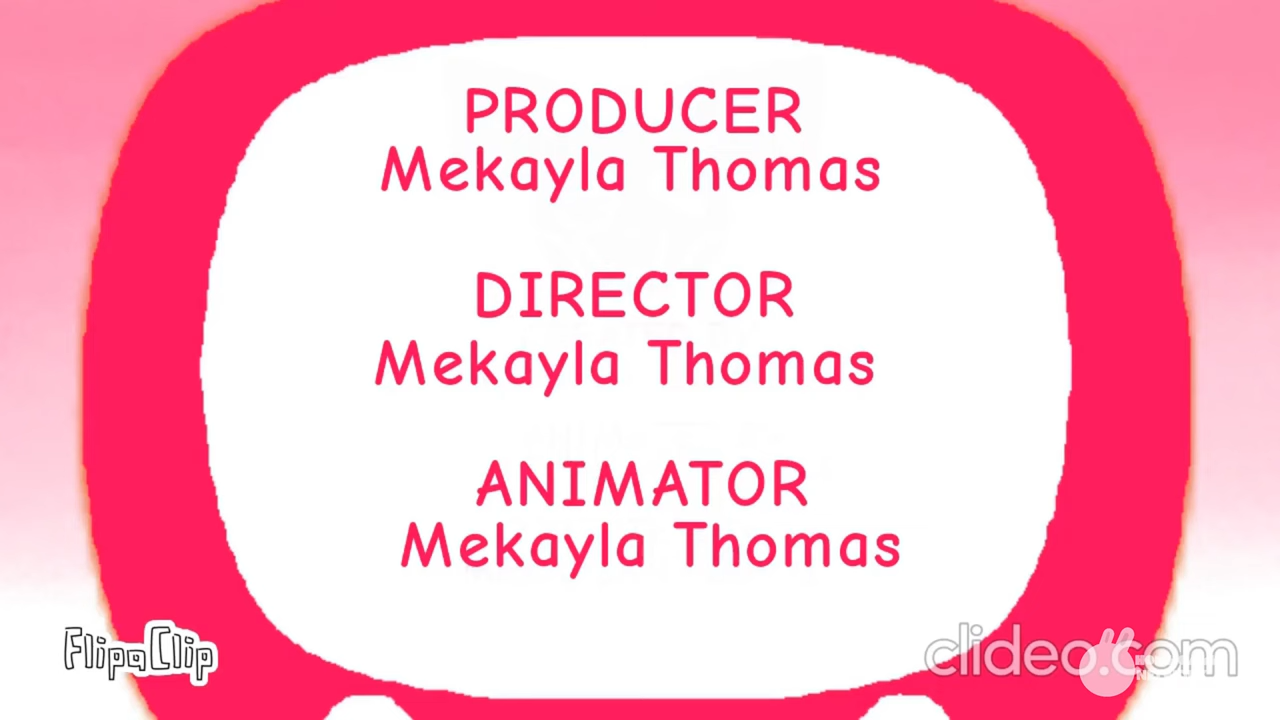 PRODUCER
Mekayla Thomas
DIRECTOR
Mekayla Thomas
ANIMATOR
Mekayla Thomas
FlipaClip
clideo.com